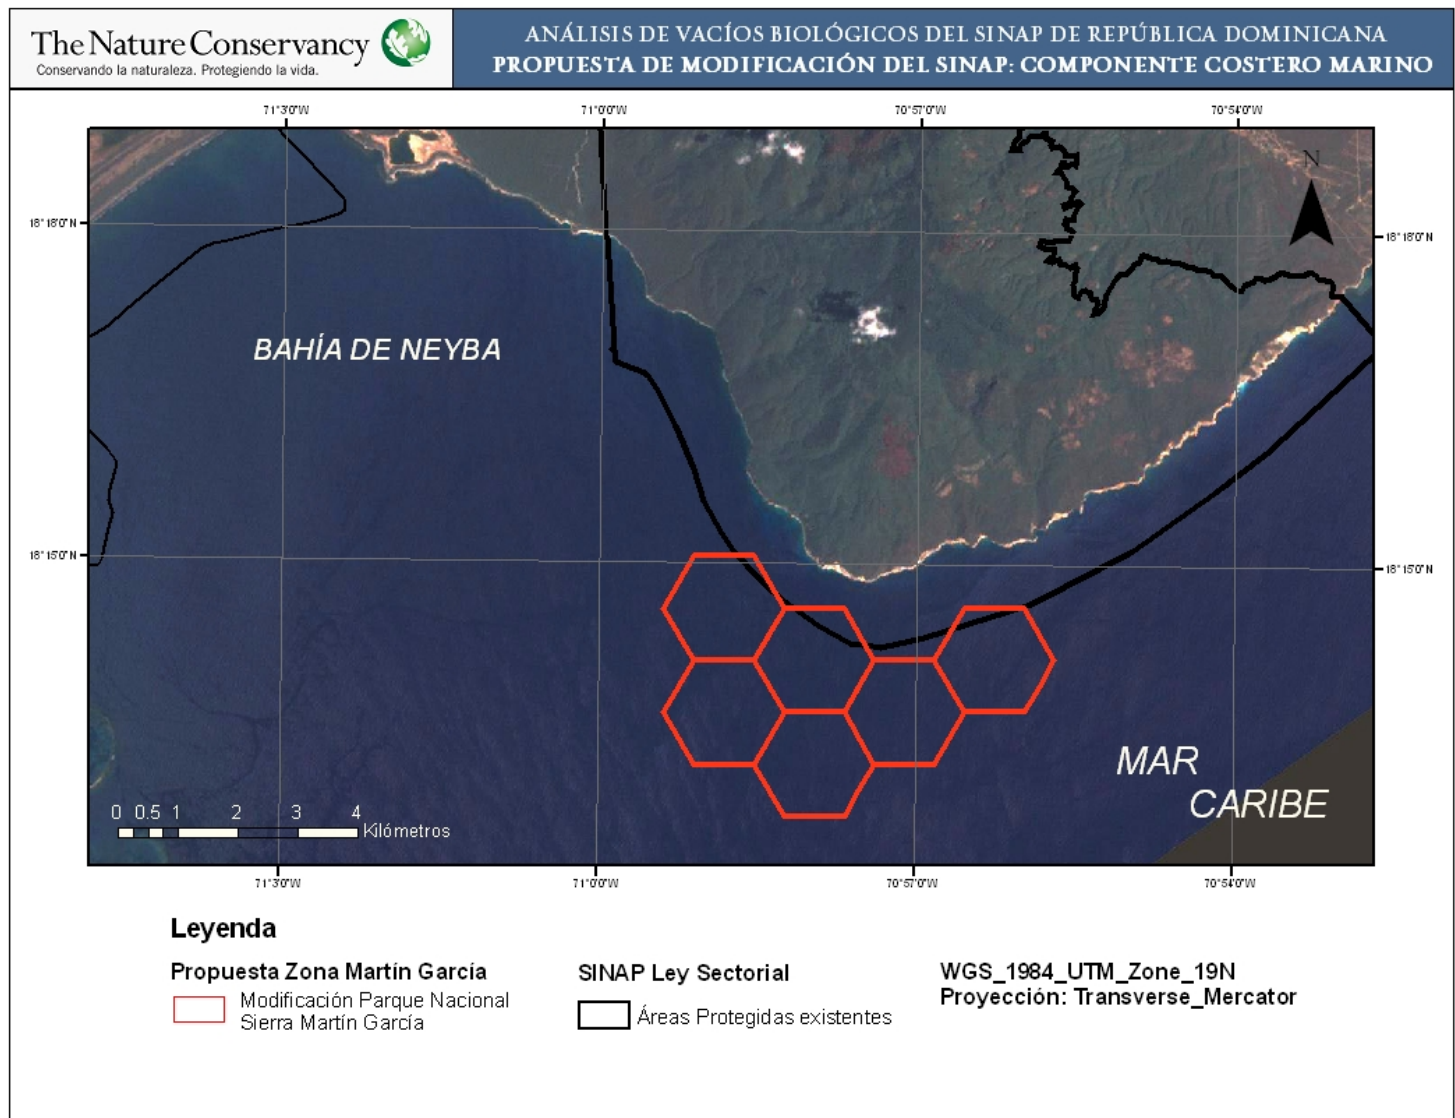 The Nature Conservancy
Conservando la naturaleza. Protegiendo la vida.
ANÁLISIS DE VACÍOS BIOLÓGICOS DEL SINAP DE REPÚBLICA DOMINICANA
PROPUESTA DE MODIFICACIÓN DEL SINAP: COMPONENTE COSTERO MARINO
71°3'0"W 71°0'0"W 70°57'0"W 70°54'0"W
N
18°18'0"N 18°18'0"N
BAHÍA DE NEYBA
18°15'0"N 18°15'0"N
MAR
CARIBE
0 0.5 1 2 3 4
Kilómetros
71°3'0"W 71°0'0"W 70°57'0"W 70°54'0"W
Leyenda
Propuesta Zona Martín García
Modificación Parque Nacional
Sierra Martín García
SINAP Ley Sectorial
Áreas Protegidas existentes
WGS_1984_UTM_Zone_19N
Proyección: Transverse_Mercator